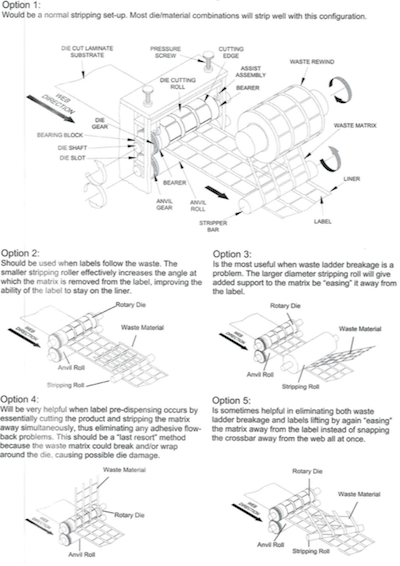 Option 1:
Would be a normal stripping set-up. Most die/material combinations will strip well with this configuration.
DIE CUT LAMINATE
SUBSTRATE
PRESSURE
SCREW
CUTTING
EDGE
DIE CUTTING
ROLL
ASSIST
ASSEMBLY
BEARER
WASTE REWIND
WEB
DIRECTION
DIE
GEAR
BEARING BLOCK
DIE SHAFT
DIE SLOT
WASTE MATRIX
BEARER
ANVIL
GEAR
ANVIL
ROLL
STRIPPER
BAR
LINER
LABEL
Option 2:
Should be used when labels follow the waste. The
smaller stripping roller effectively increases the angle at
which the matrix is removed from the label, improving the
ability of the label to stay on the liner.
Rotary Die
Waste Material
WEB
DIRECTION
Anvil Roll
Stripping Roll
Option 3:
Is the most useful when waste ladder breakage is a
problem. The larger diameter stripping roll will give
added support to the matrix be "easing" it away from
the label.
Rotary Die
Waste Material
WEB
DIRECTION
Anvil Roll
Stripping Roll
Option 4:
Will be very helpful when label pre-dispensing occurs by
essentially cutting the product and stripping the matrix
away simultaneously, thus eliminating any adhesive flow-
back problems. This should be a "last resort" method
because the waste matrix could break and/or wrap
around the die, causing possible die damage.
Waste Material
WEB
DIRECTION
Rotary Die
Anvil Roll
Option 5:
Is sometimes helpful in eliminating both waste
ladder breakage and labels lifting by again "easing"
the matrix away from the label instead of snapping
the crossbar away from the web all at once.
Rotary Die
Waste Material
WEB
DIRECTION
Anvil Roll
Stripping Roll